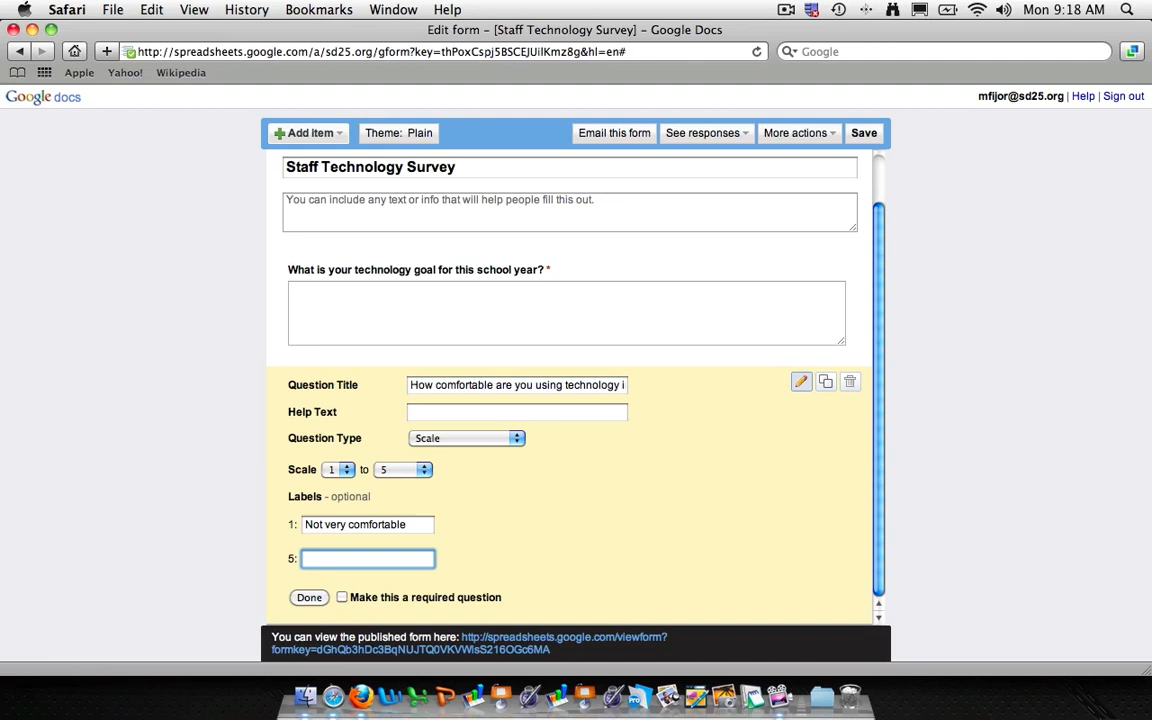 Safari File Edit View History Bookmarks Window Help Mon 9:18 AM
Edit form - [Staff Technology Survey] - Google Docs
http://spreadsheets.google.com/a/sd25.org/gform?key=thPoxCspj5BSCEJUilKmz8g&hl=en# Google
Apple Yahoo! Wikipedia
Google docs mfijor@sd25.org | Help | Sign out
Add item Theme: Plain Email this form See responses More actions Save
Staff Technology Survey
You can include any text or info that will help people fill this out.
What is your technology goal for this school year? *
Question Title How comfortable are you using technology i
Help Text
Question Type Scale
Scale 1 to 5
Labels - optional
1: Not very comfortable
5:
Done Make this a required question
You can view the published form here: http://spreadsheets.google.com/viewform?
formkey=dGhQb3hDc3BqNUJTQ0VKVWlsS216OGc6MA